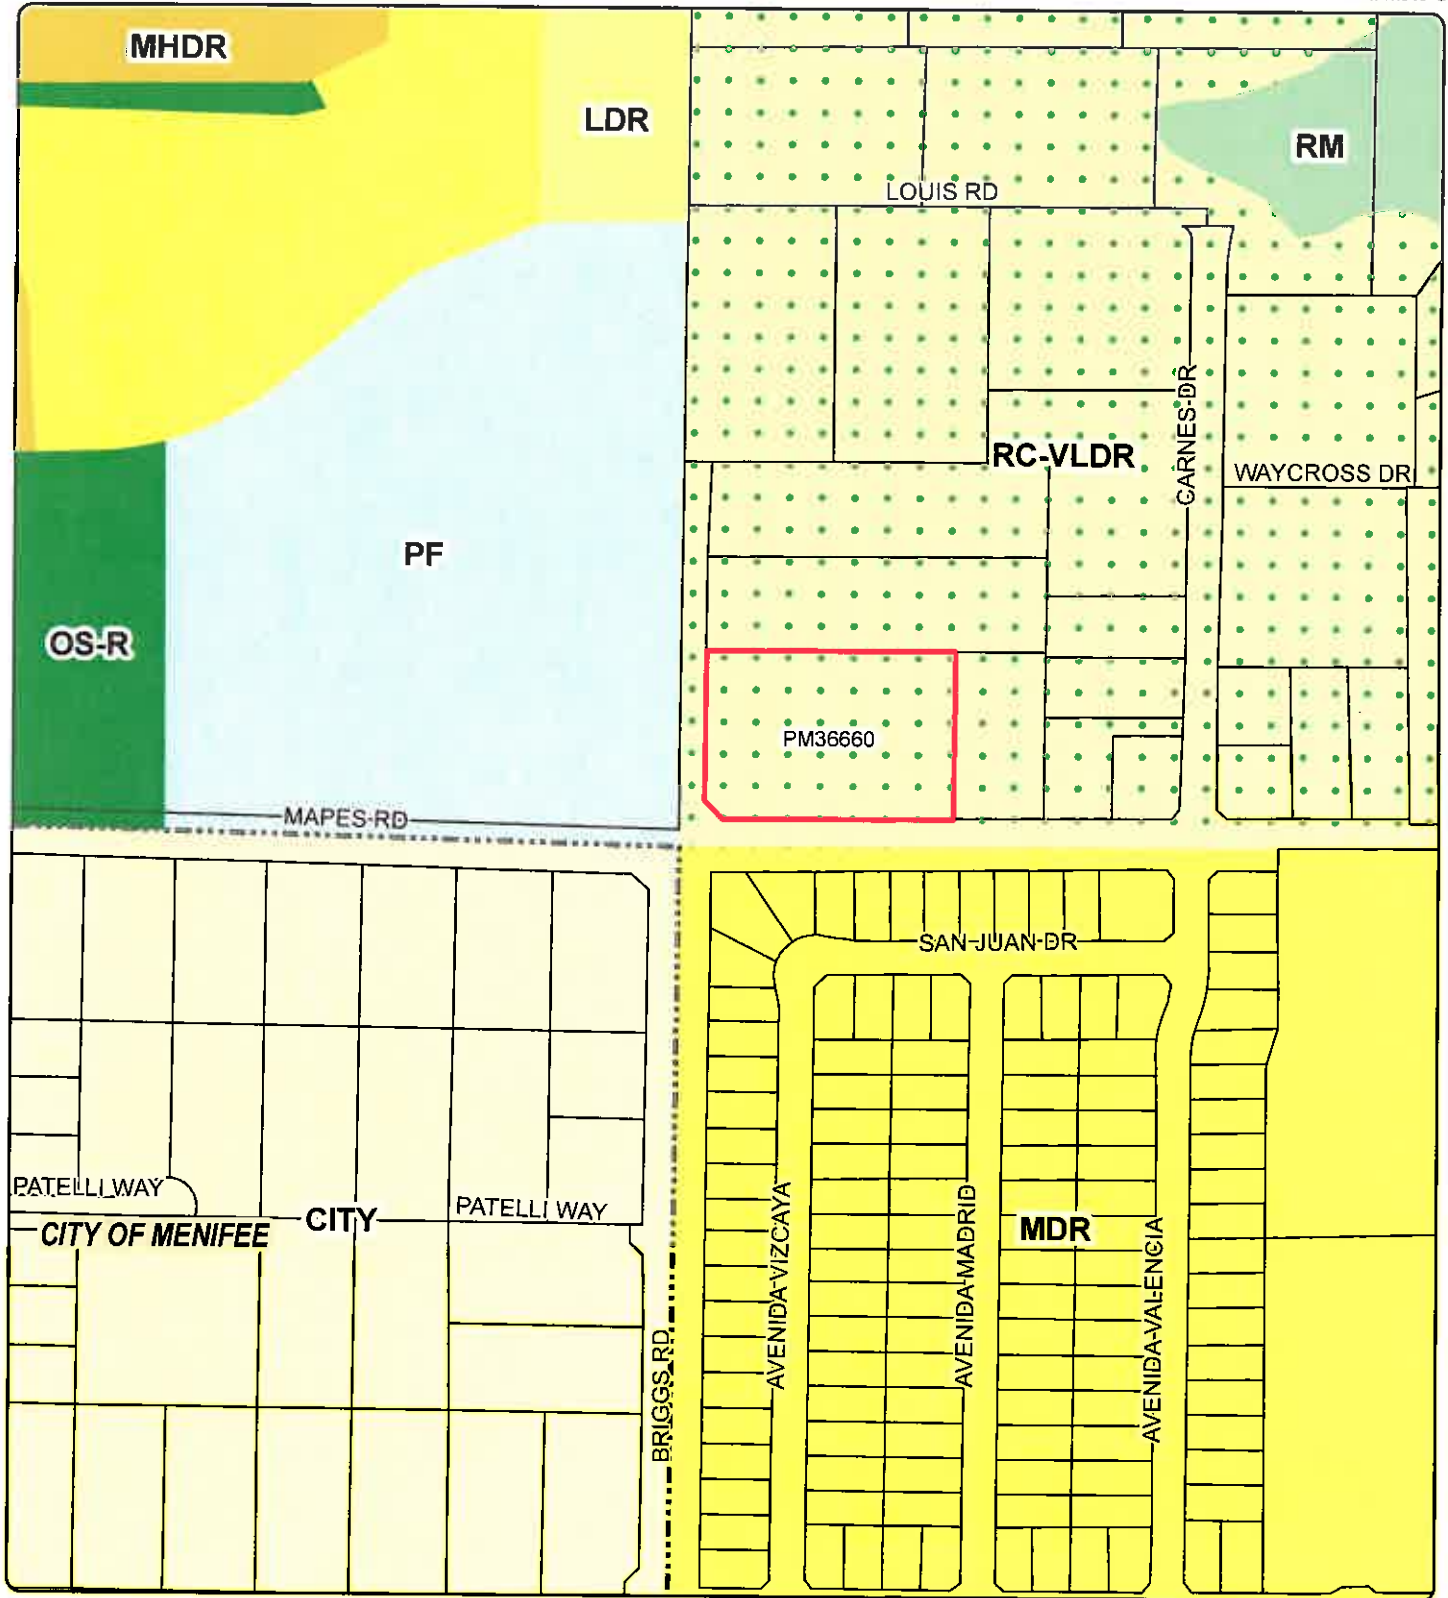 MHDR
LDR
RM
LOUIS RD
CARNES DR
RC-VLDR
WAYCROSS DR
PF
OS-R
PM36660
MAPES RD
SAN JUAN DR
PATELLI WAY
CITY OF MENIFEE
CITY
PATELLI WAY
BRIGGS RD
AVENIDA VIZCAYA
AVENIDA MADRID
MDR
AVENIDA VALENCIA